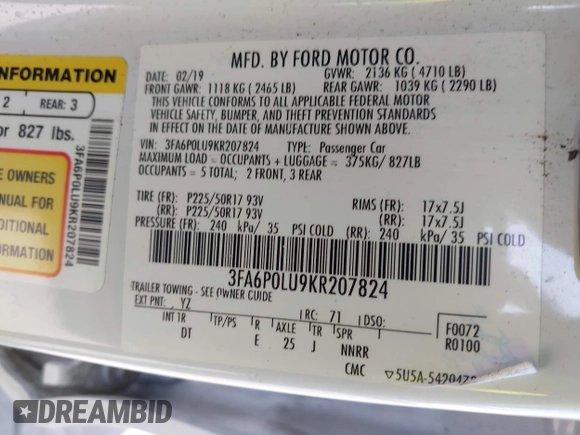 INFORMATION
2 REAR: 3
or 827 lbs.
E OWNERS
ANUAL FOR
DITIONAL
ORMATION
3FA6P0LU9KR207824
MFD. BY FORD MOTOR CO.
DATE: 02/19 GVWR: 2136 KG ( 4710 LB)
FRONT GAWR: 1118 KG ( 2465 LB) REAR GAWR: 1039 KG ( 2290 LB)
THIS VEHICLE CONFORMS TO ALL APPLICABLE FEDERAL MOTOR
VEHICLE SAFETY, BUMPER, AND THEFT PREVENTION STANDARDS
IN EFFECT ON THE DATE OF MANUFACTURE SHOWN ABOVE.
VIN: 3FA6P0LU9KR207824 TYPE: Passenger Car
MAXIMUM LOAD = OCCUPANTS + LUGGAGE = 375KG/ 827LB
OCCUPANTS = 5 TOTAL; 2 FRONT, 3 REAR
TIRE (FR): P225/50R17 93V RIMS (FR): 17x7.5J
(RR): P225/50R17 93V (RR): 17x7.5J
PRESSURE (FR): 240 kPa/ 35 PSI COLD (RR): 240 kPa/ 35 PSI COLD
3FA6P0LU9KR207824
TRAILER TOWING - SEE OWNER GUIDE
EXT PNT: YZ RC: 71 DSO:
INT TR TP/PS R AXLE TR SPR F0072
DT E 25 J NNRR R0100
CMC ▽5U5A-54204
DREAMBID